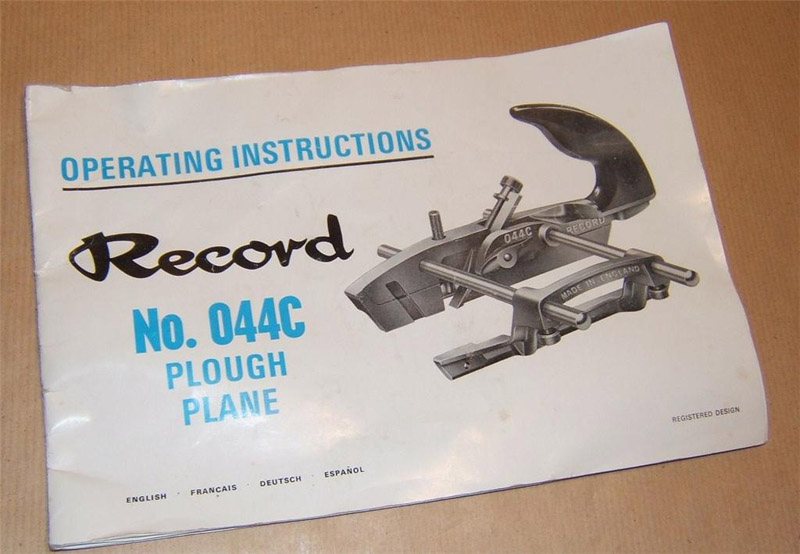 OPERATING INSTRUCTIONS
Record
No. 044C
PLOUGH
PLANE
044C
RECORD
MADE IN ENGLAND
REGISTERED DESIGN
ENGLISH · FRANÇAIS · DEUTSCH · ESPAÑOL